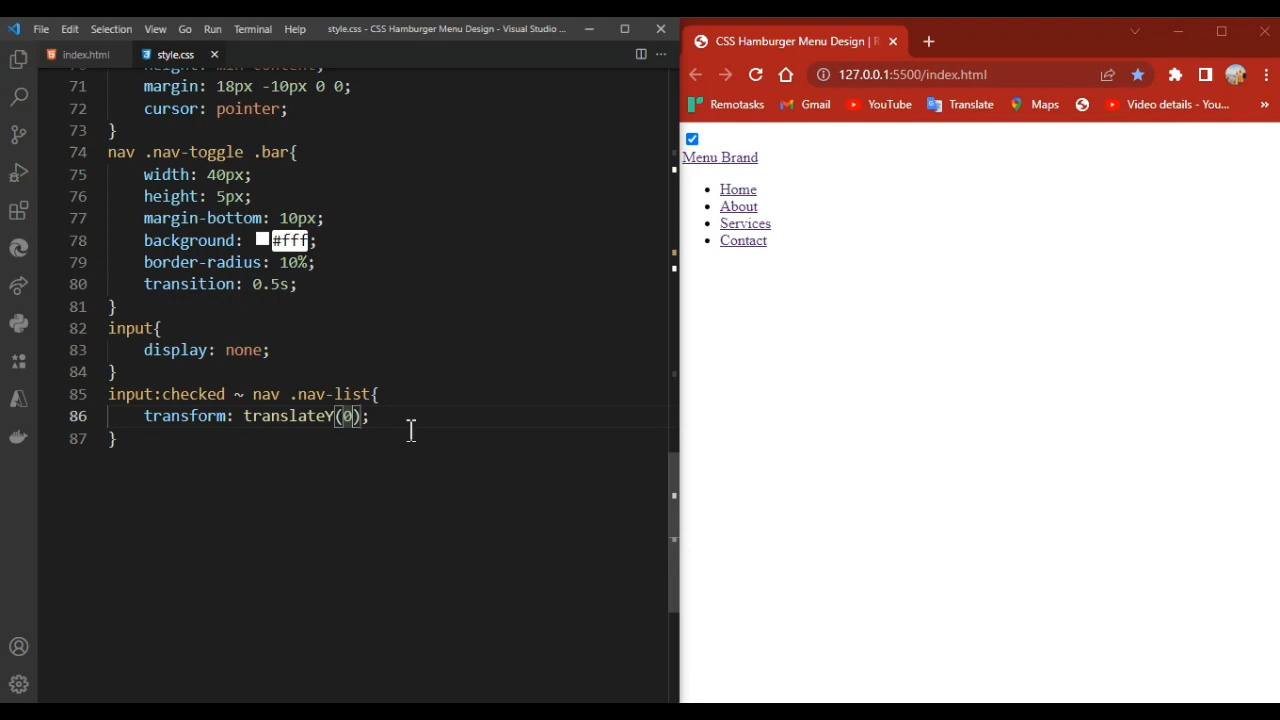 File Edit Selection View Go Run Terminal Help style.css - CSS Hamburger Menu Design - Visual Studio ...
index.html style.css
71 margin: 18px -10px 0 0;
72 cursor: pointer;
73 }
74 nav .nav-toggle .bar{
75 width: 40px;
76 height: 5px;
77 margin-bottom: 10px;
78 background: #fff;
79 border-radius: 10%;
80 transition: 0.5s;
81 }
82 input{
83 display: none;
84 }
85 input:checked ~ nav .nav-list{
86 transform: translateY(0);
87 }
CSS Hamburger Menu Design | R
127.0.0.1:5500/index.html
Remotasks Gmail YouTube Translate Maps Video details - You... »
Menu Brand
Home
About
Services
Contact